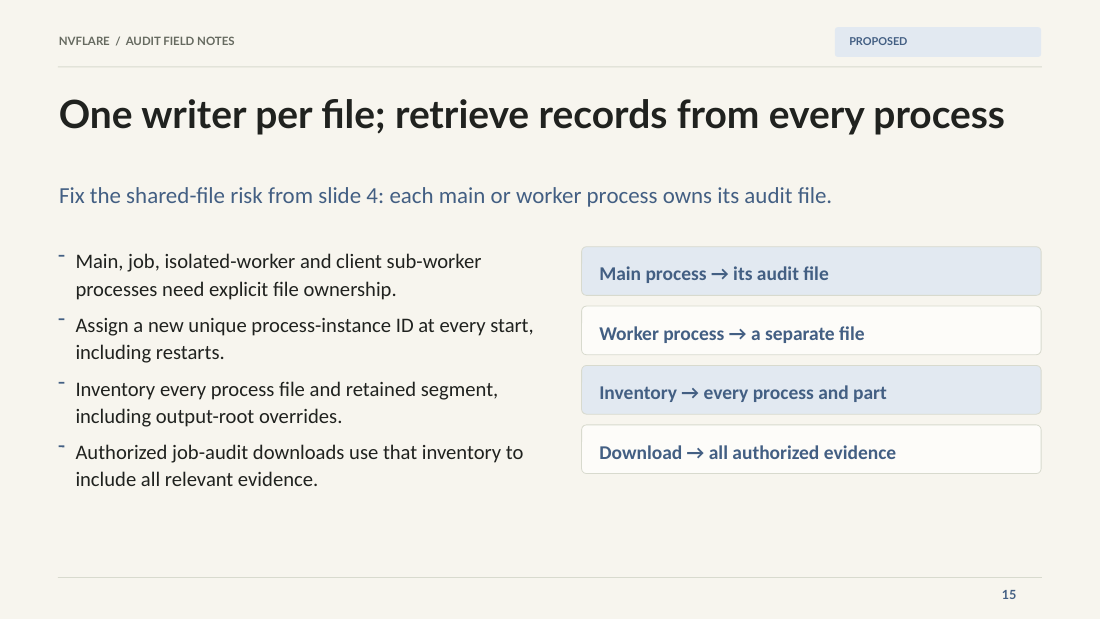 NVFLARE / AUDIT FIELD NOTES
PROPOSED
One writer per file; retrieve records from every process
Fix the shared-file risk from slide 4: each main or worker process owns its audit file.
- Main, job, isolated-worker and client sub-worker
processes need explicit file ownership.
- Assign a new unique process-instance ID at every start,
including restarts.
- Inventory every process file and retained segment,
including output-root overrides.
- Authorized job-audit downloads use that inventory to
include all relevant evidence.
Main process → its audit file
Worker process → a separate file
Inventory → every process and part
Download → all authorized evidence
15